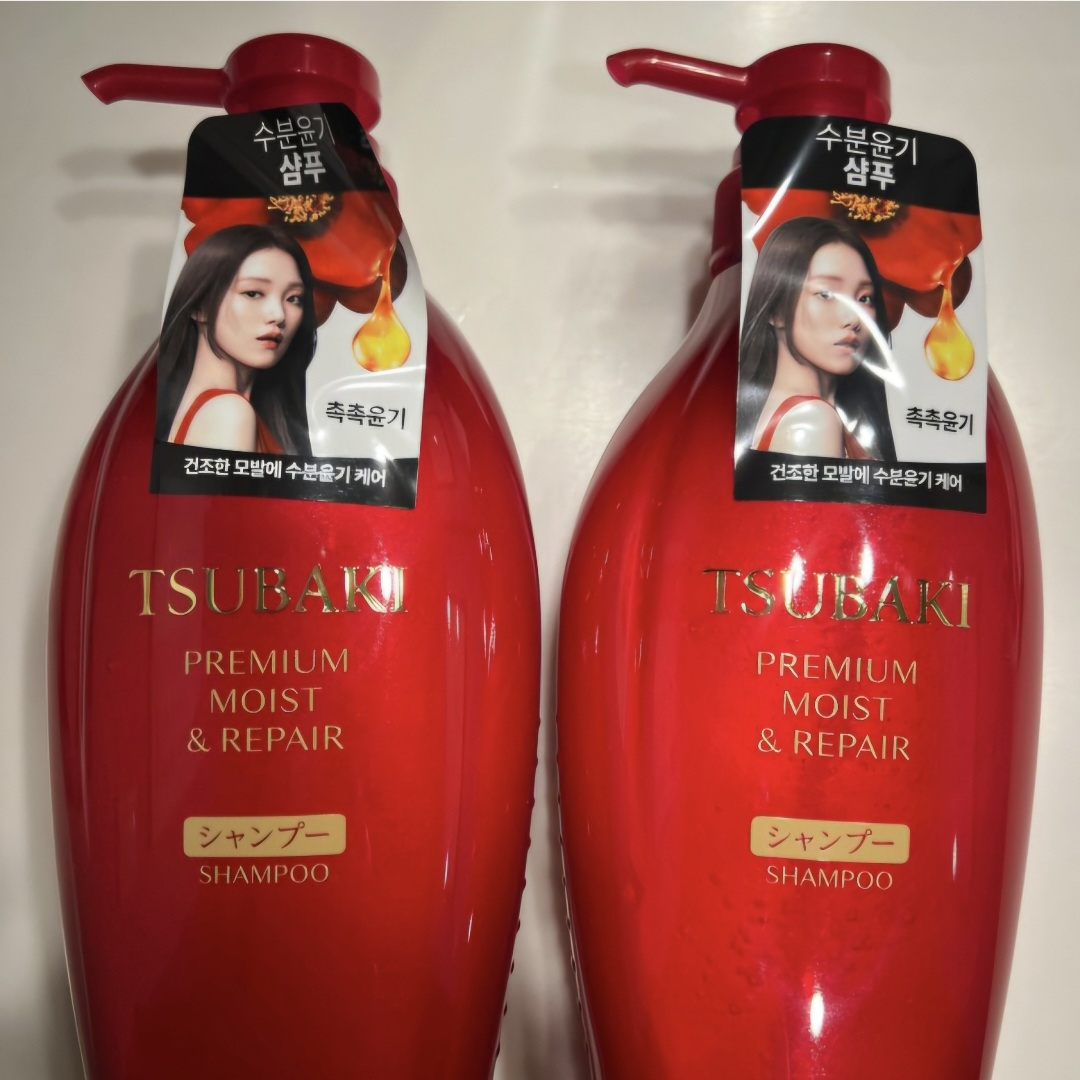 수분윤기
샴푸
촉촉윤기
건조한 모발에 수분윤기 케어
TSUBAKI
PREMIUM
MOIST
& REPAIR
シャンプー
SHAMPOO
수분윤기
샴푸
촉촉윤기
건조한 모발에 수분윤기 케어
TSUBAKI
PREMIUM
MOIST
& REPAIR
シャンプー
SHAMPOO